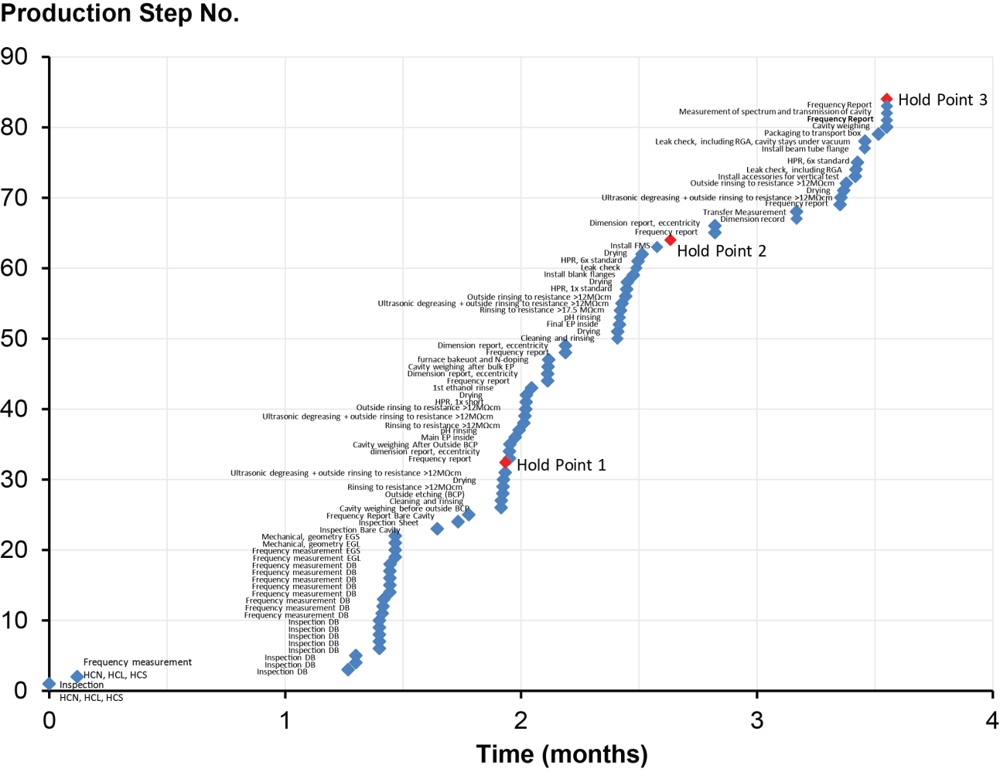 Production Step No.
90
Hold Point 3
Frequency Report
Measurement of spectrum and transmission of cavity
Frequency Report
Cavity weighing
80
Packaging to transport box
Leak check, including RGA, cavity stays under vacuum
Install beam tube flange
HPR, 6x standard
Leak check, including RGA
Install accessories for vertical test
Outside rinsing to resistance >12MΩcm
Drying
70
Ultrasonic degreasing + outside rinsing to resistance >12MΩcm
Frequency report
Transfer Measurement
Dimension record
Dimension report, eccentricity
Frequency report
Hold Point 2
Install FMS
Drying
HPR, 6x standard
60
Leak check
Install blank flanges
Drying
HPR, 1x standard
Outside rinsing to resistance >12MΩcm
Ultrasonic degreasing + outside rinsing to resistance >12MΩcm
Rinsing to resistance >17.5 MΩcm
pH rinsing
Final EP inside
Drying
50
Cleaning and rinsing
Dimension report, eccentricity
Frequency report
furnace bakeuot and N-doping
Cavity weighing after bulk EP
Dimension report, eccentricity
Frequency report
1st ethanol rinse
Drying
HPR, 1x short
40
Outside rinsing to resistance >12MΩcm
Ultrasonic degreasing + outside rinsing to resistance >12MΩcm
Rinsing to resistance >12MΩcm
pH rinsing
Main EP inside
Cavity weighing After Outside BCP
dimension report, eccentricity
Frequency report
Hold Point 1
Ultrasonic degreasing + outside rinsing to resistance >12MΩcm
30
Drying
Rinsing to resistance >12MΩcm
Outside etching (BCP)
Cleaning and rinsing
Cavity weighing before outside BCP
Frequency Report Bare Cavity
Inspection Sheet
Inspection Bare Cavity
Mechanical, geometry EGS
Mechanical, geometry EGL
20
Frequency measurement EGS
Frequency measurement EGL
Frequency measurement DB
Frequency measurement DB
Frequency measurement DB
Frequency measurement DB
Frequency measurement DB
Frequency measurement DB
Frequency measurement DB
Frequency measurement DB
10
Inspection DB
Inspection DB
Inspection DB
Inspection DB
Inspection DB
Inspection DB
Inspection DB
Inspection DB
Frequency measurement
HCN, HCL, HCS
Inspection
HCN, HCL, HCS
0
0 1 2 3 4
Time (months)